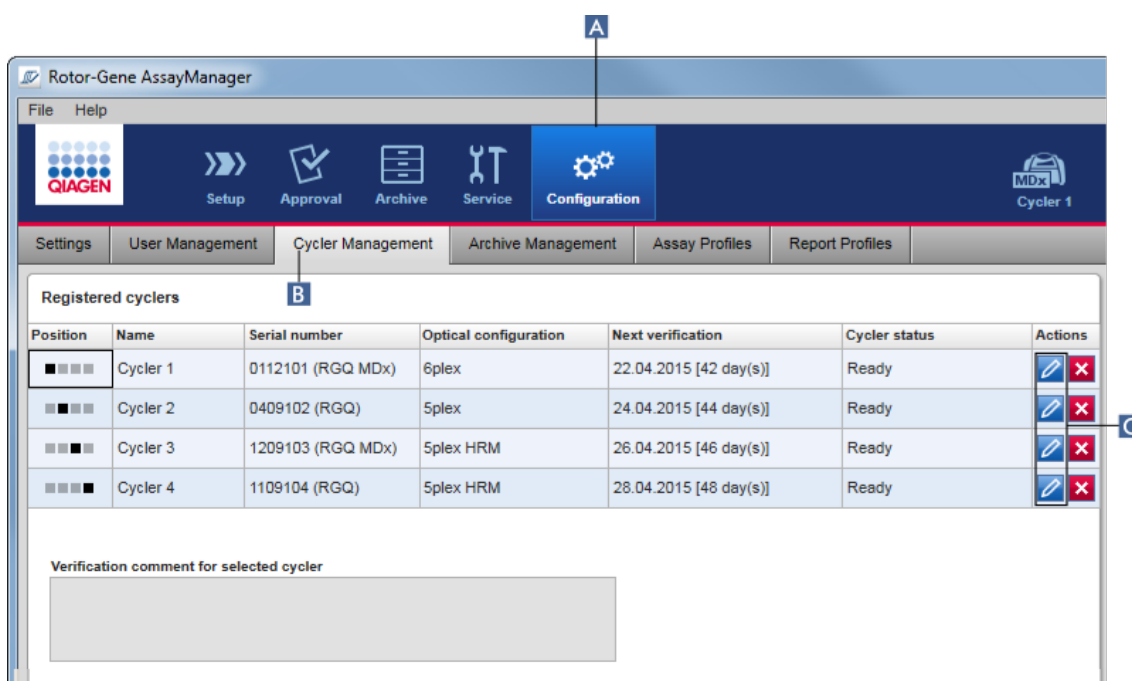 A
Rotor-Gene AssayManager
File Help
QIAGEN
Setup Approval Archive Service Configuration
MDx
Cycler 1
Settings User Management Cycler Management Archive Management Assay Profiles Report Profiles
B
Registered cyclers
Position Name Serial number Optical configuration Next verification Cycler status Actions
Cycler 1 0112101 (RGQ MDx) 6plex 22.04.2015 [42 day(s)] Ready
Cycler 2 0409102 (RGQ) 5plex 24.04.2015 [44 day(s)] Ready
C
Cycler 3 1209103 (RGQ MDx) 5plex HRM 26.04.2015 [46 day(s)] Ready
Cycler 4 1109104 (RGQ) 5plex HRM 28.04.2015 [48 day(s)] Ready
Verification comment for selected cycler